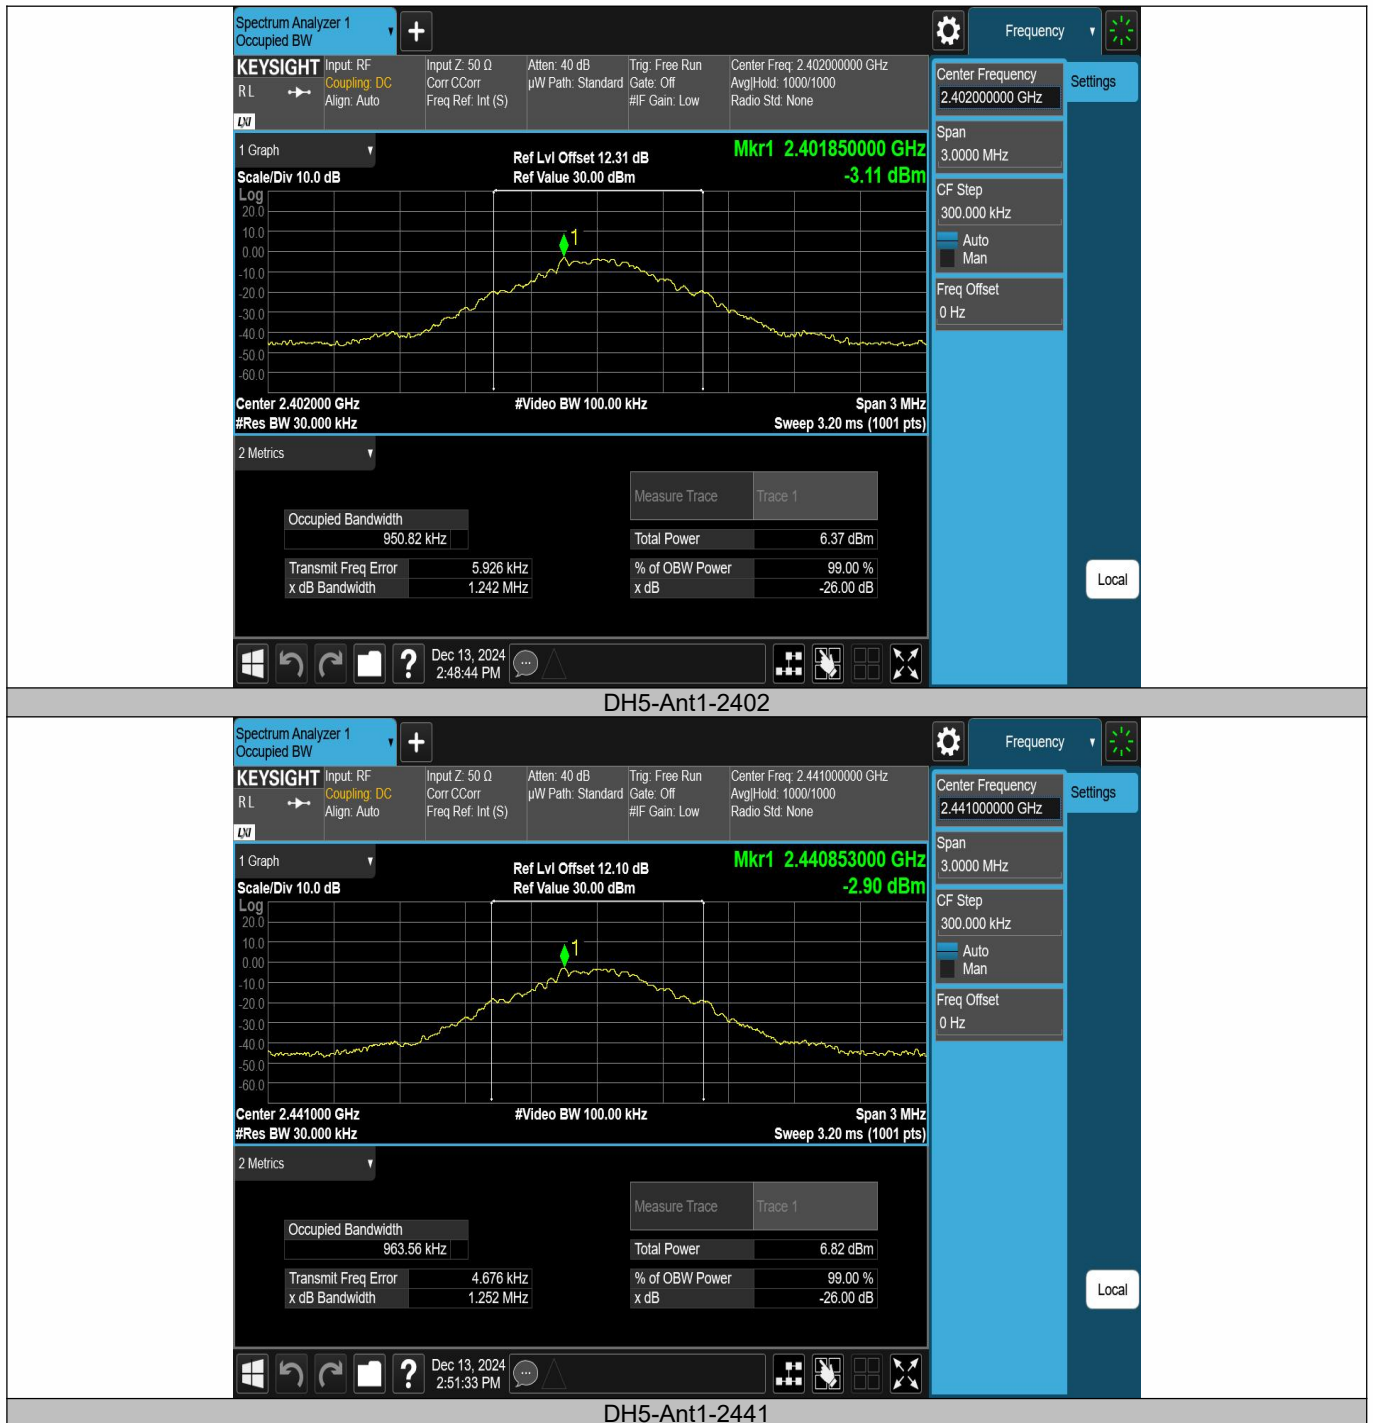 Spectrum Analyzer 1
Occupied BW
Frequency
KEYSIGHT
RL
LXI
Input: RF
Coupling: DC
Align: Auto
Input Z: 50 Ω
Corr CCorr
Freq Ref: Int (S)
Atten: 40 dB
µW Path: Standard
Trig: Free Run
Gate: Off
#IF Gain: Low
Center Freq: 2.402000000 GHz
Avg|Hold: 1000/1000
Radio Std: None
Center Frequency
2.402000000 GHz
Settings
Span
3.0000 MHz
CF Step
300.000 kHz
Auto
Man
Freq Offset
0 Hz
Local
1 Graph
Scale/Div 10.0 dB
Ref Lvl Offset 12.31 dB
Ref Value 30.00 dBm
Mkr1 2.401850000 GHz
-3.11 dBm
Log
20.0
10.0
0.00
-10.0
-20.0
-30.0
-40.0
-50.0
-60.0
1
Center 2.402000 GHz
#Video BW 100.00 kHz
Span 3 MHz
#Res BW 30.000 kHz
Sweep 3.20 ms (1001 pts)
2 Metrics
Measure Trace Trace 1
Occupied Bandwidth
950.82 kHz
Total Power 6.37 dBm
Transmit Freq Error 5.926 kHz
% of OBW Power 99.00 %
x dB Bandwidth 1.242 MHz
x dB -26.00 dB
Dec 13, 2024
2:48:44 PM
DH5-Ant1-2402
Spectrum Analyzer 1
Occupied BW
Frequency
KEYSIGHT
RL
LXI
Input: RF
Coupling: DC
Align: Auto
Input Z: 50 Ω
Corr CCorr
Freq Ref: Int (S)
Atten: 40 dB
µW Path: Standard
Trig: Free Run
Gate: Off
#IF Gain: Low
Center Freq: 2.441000000 GHz
Avg|Hold: 1000/1000
Radio Std: None
Center Frequency
2.441000000 GHz
Settings
Span
3.0000 MHz
CF Step
300.000 kHz
Auto
Man
Freq Offset
0 Hz
Local
1 Graph
Scale/Div 10.0 dB
Ref Lvl Offset 12.10 dB
Ref Value 30.00 dBm
Mkr1 2.440853000 GHz
-2.90 dBm
Log
20.0
10.0
0.00
-10.0
-20.0
-30.0
-40.0
-50.0
-60.0
1
Center 2.441000 GHz
#Video BW 100.00 kHz
Span 3 MHz
#Res BW 30.000 kHz
Sweep 3.20 ms (1001 pts)
2 Metrics
Measure Trace Trace 1
Occupied Bandwidth
963.56 kHz
Total Power 6.82 dBm
Transmit Freq Error 4.676 kHz
% of OBW Power 99.00 %
x dB Bandwidth 1.252 MHz
x dB -26.00 dB
Dec 13, 2024
2:51:33 PM
DH5-Ant1-2441